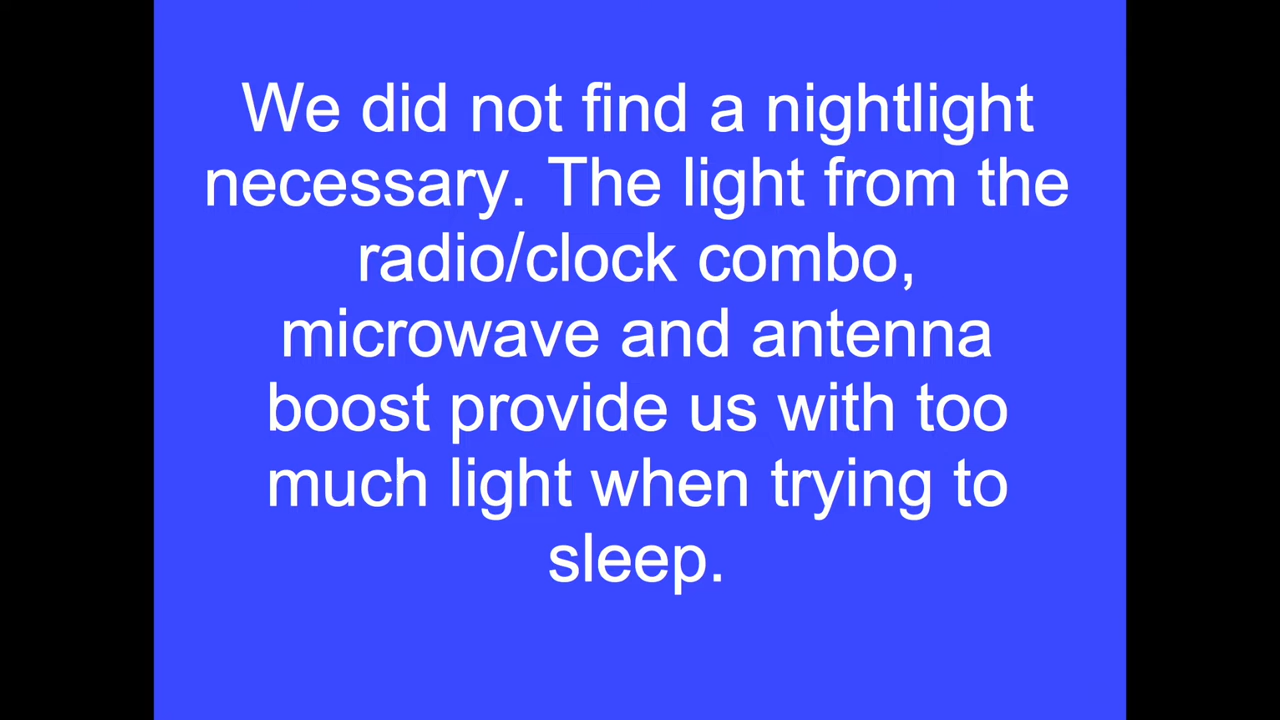 We did not find a nightlight
necessary. The light from the
radio/clock combo,
microwave and antenna
boost provide us with too
much light when trying to
sleep.